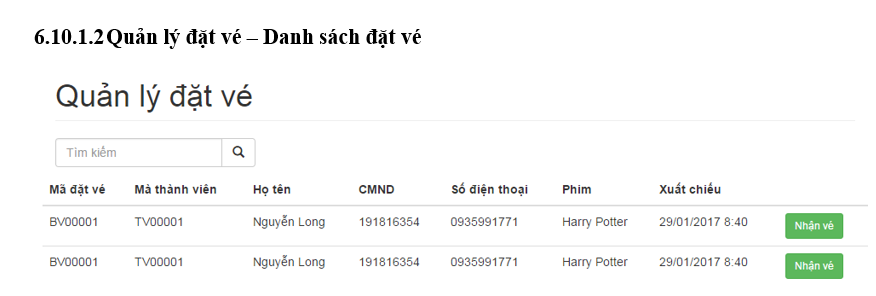 6.10.1.2 Quản lý đặt vé – Danh sách đặt vé
Quản lý đặt vé
Tìm kiếm
Mã đặt vé Mà thành viên Họ tên CMND Số điện thoại Phim Xuất chiếu
BV00001 TV00001 Nguyễn Long 191816354 0935991771 Harry Potter 29/01/2017 8:40 Nhận vé
BV00001 TV00001 Nguyễn Long 191816354 0935991771 Harry Potter 29/01/2017 8:40 Nhận vé